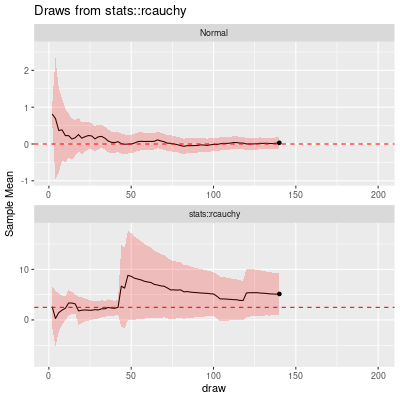 Draws from stats::rcauchy
Normal
2
1
0
-1
0 50 100 150 200
stats::rcauchy
10
0
0 50 100 150 200
draw
Sample Mean